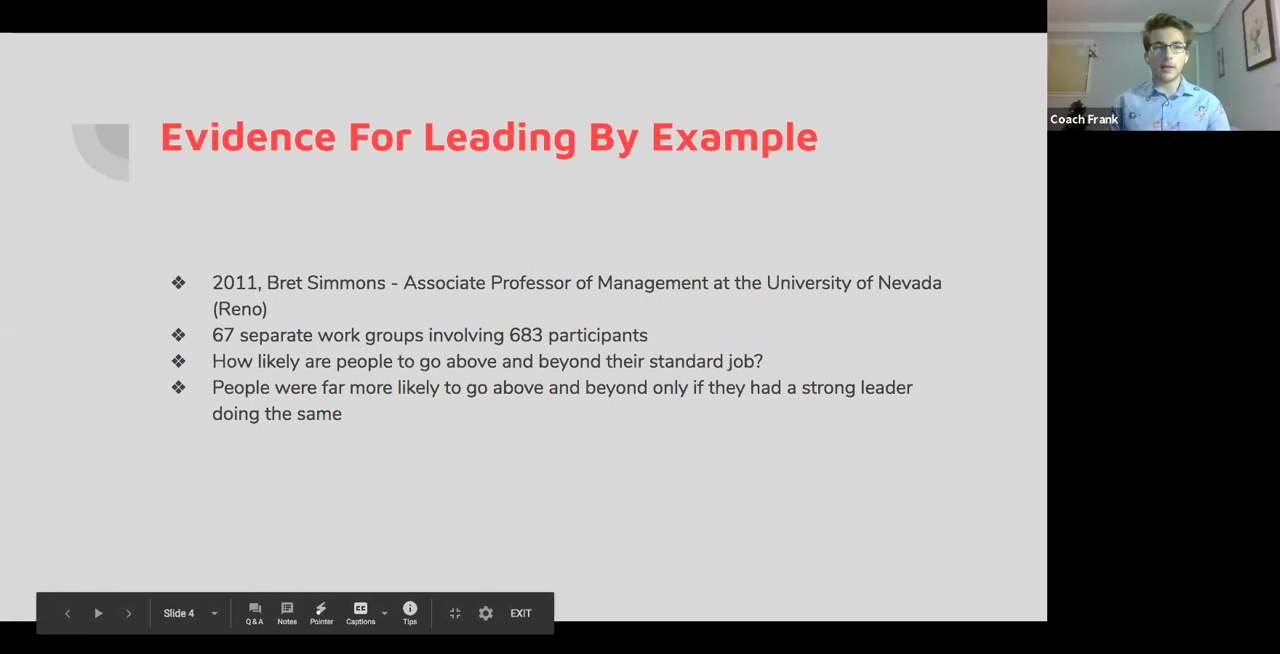 Evidence For Leading By Example
Coach Frank
❖ 2011, Bret Simmons - Associate Professor of Management at the University of Nevada
(Reno)
❖ 67 separate work groups involving 683 participants
❖ How likely are people to go above and beyond their standard job?
❖ People were far more likely to go above and beyond only if they had a strong leader
doing the same
Slide 4
Q&A Notes Pointer CC Captions Tips EXIT